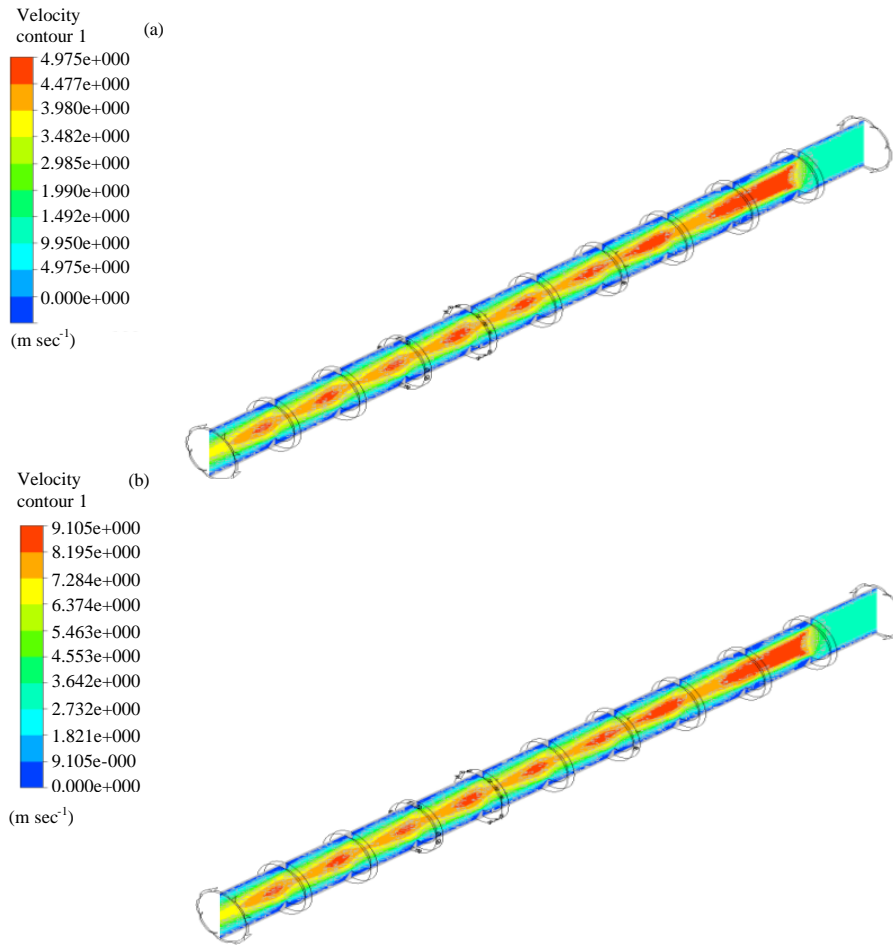 Velocity
contour 1
(a)
4.975e+000
4.477e+000
3.980e+000
3.482e+000
2.985e+000
1.990e+000
1.492e+000
9.950e+000
4.975e+000
0.000e+000
(m sec⁻¹)
Velocity
contour 1
(b)
9.105e+000
8.195e+000
7.284e+000
6.374e+000
5.463e+000
4.553e+000
3.642e+000
2.732e+000
1.821e+000
9.105e-000
0.000e+000
(m sec⁻¹)